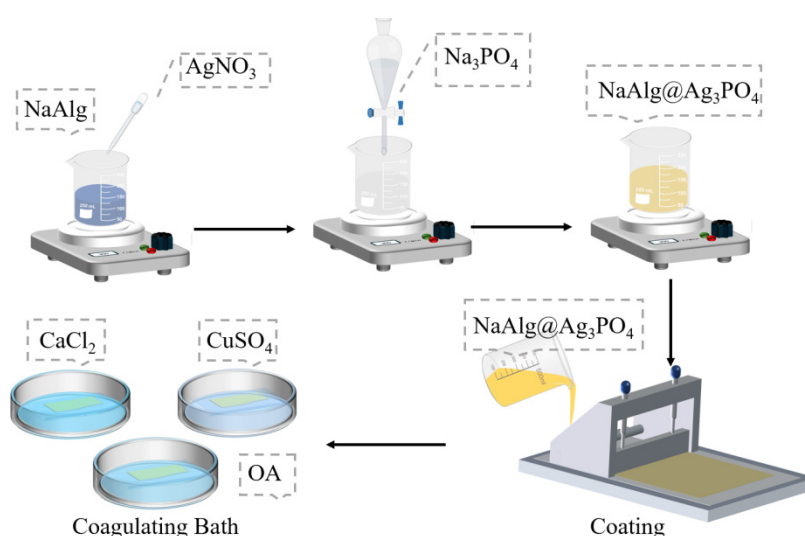 AgNO₃
Na₃PO₄
NaAlg
NaAlg@Ag₃PO₄
NaAlg@Ag₃PO₄
CaCl₂
CuSO₄
OA
Coagulating Bath
Coating